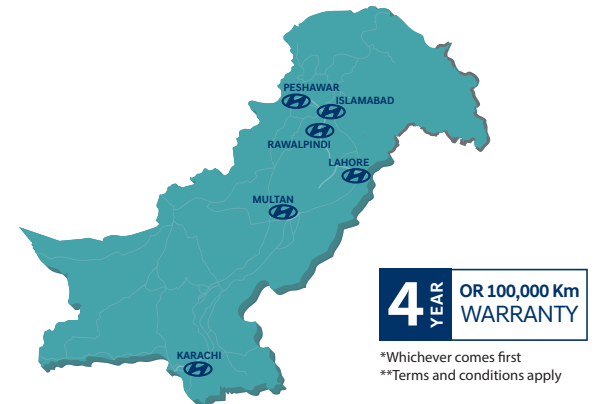 PESHAWAR
ISLAMABAD
RAWALPINDI
LAHORE
MULTAN
KARACHI
4 YEAR OR 100,000 Km
WARRANTY
*Whichever comes first
**Terms and conditions apply